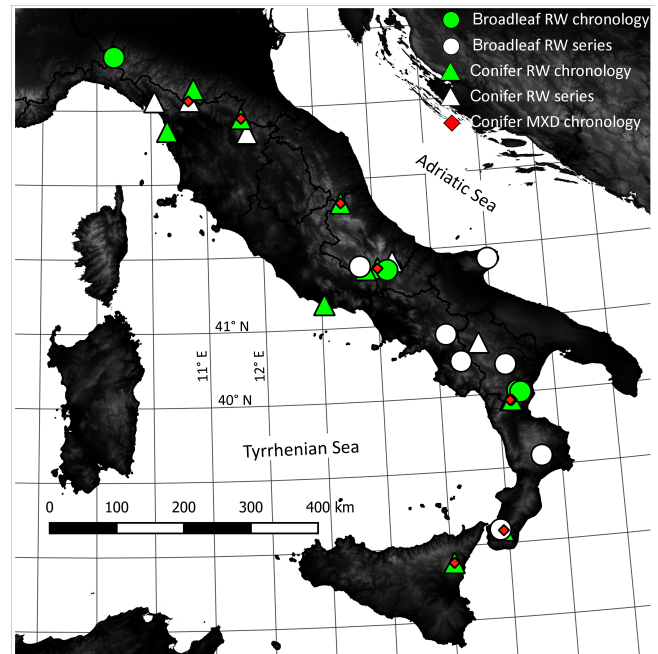 Broadleaf RW chronology
Broadleaf RW series
Conifer RW chronology
Conifer RW series
Conifer MXD chronology
Adriatic Sea
41° N
11° E
12° E
40° N
Tyrrhenian Sea
0 100 200 300 400 km